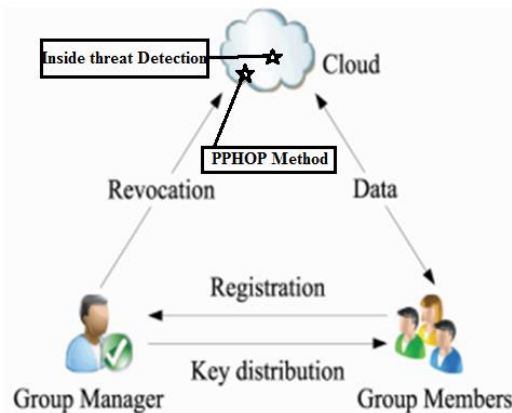 Inside threat Detection
Cloud
PPHOP Method
Revocation
Data
Registration
Key distribution
Group Manager
Group Members